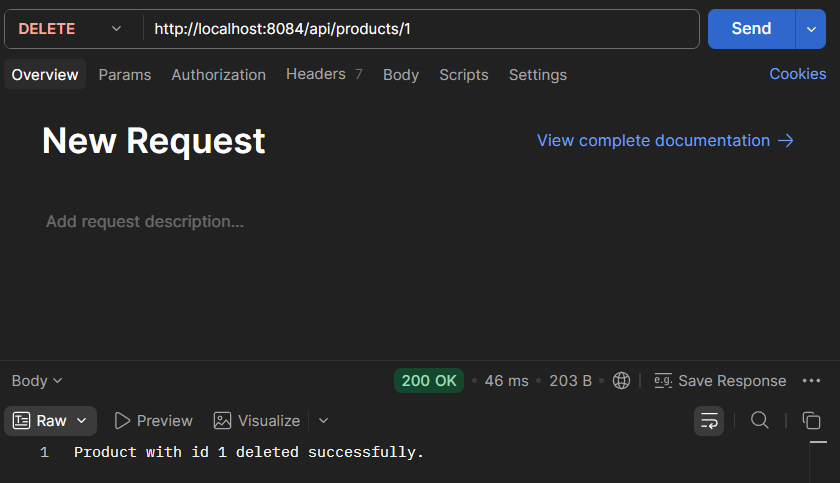 DELETE http://localhost:8084/api/products/1 Send
Overview Params Authorization Headers 7 Body Scripts Settings Cookies
New Request View complete documentation →
Add request description...
Body 200 OK • 46 ms • 203 B • e.g. Save Response •••
Raw Preview Visualize
1 Product with id 1 deleted successfully.